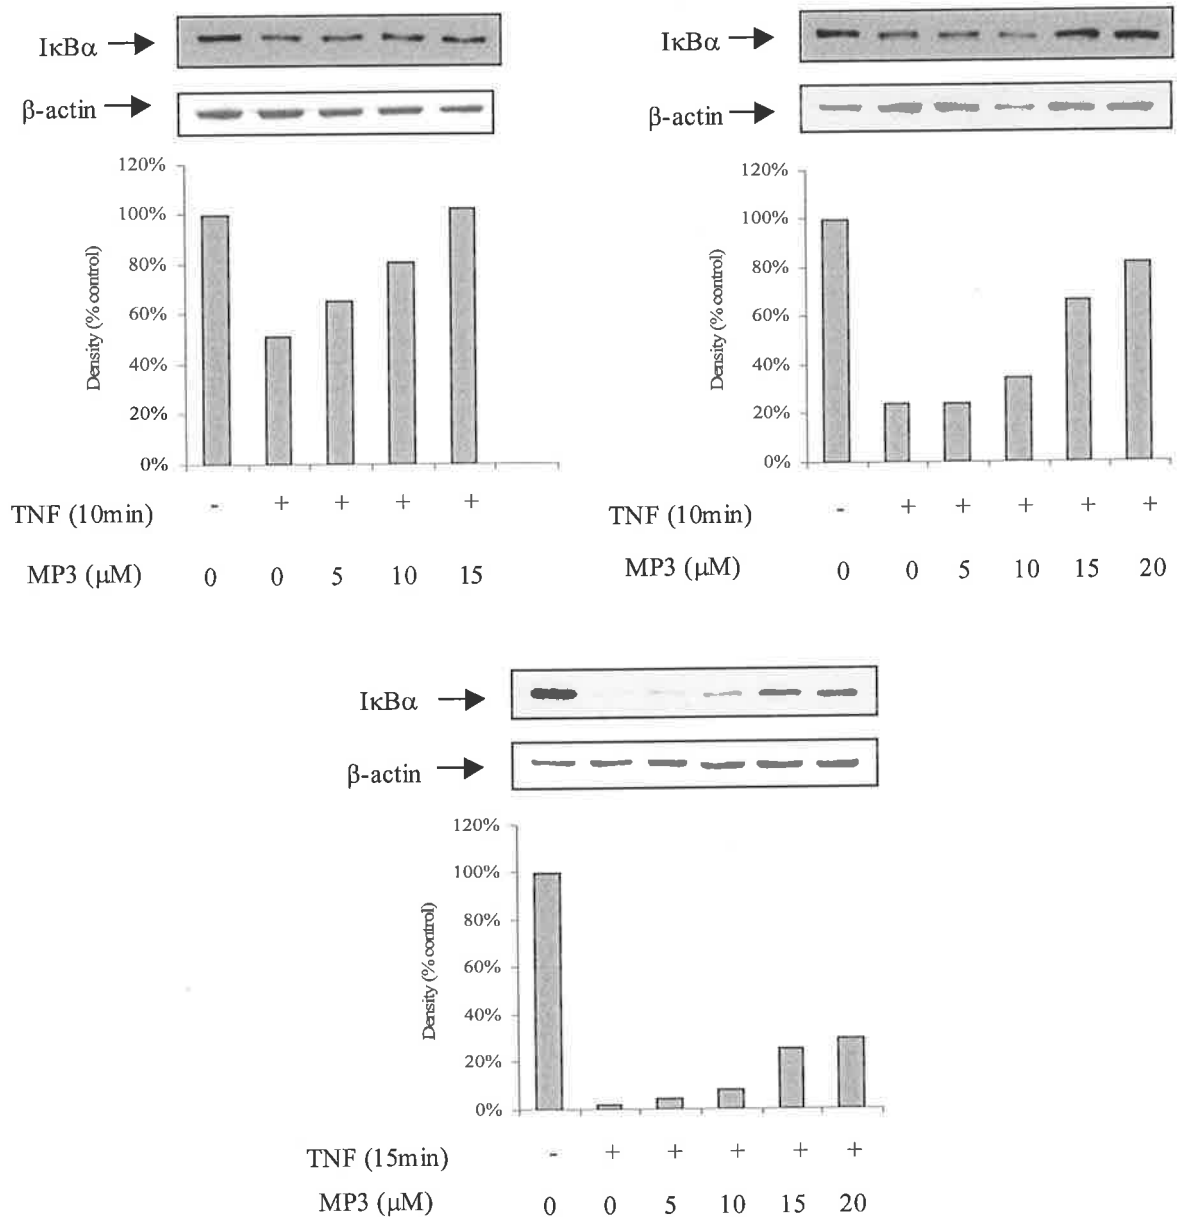 IκBα
β-actin
120%
100%
80%
60%
40%
20%
0%
Density (% control)
TNF (10min) - + + + +
MP3 (μM) 0 0 5 10 15
IκBα
β-actin
120%
100%
80%
60%
40%
20%
0%
Density (% control)
TNF (10min) - + + + + +
MP3 (μM) 0 0 5 10 15 20
IκBα
β-actin
120%
100%
80%
60%
40%
20%
0%
Density (% control)
TNF (15min) - + + + + +
MP3 (μM) 0 0 5 10 15 20